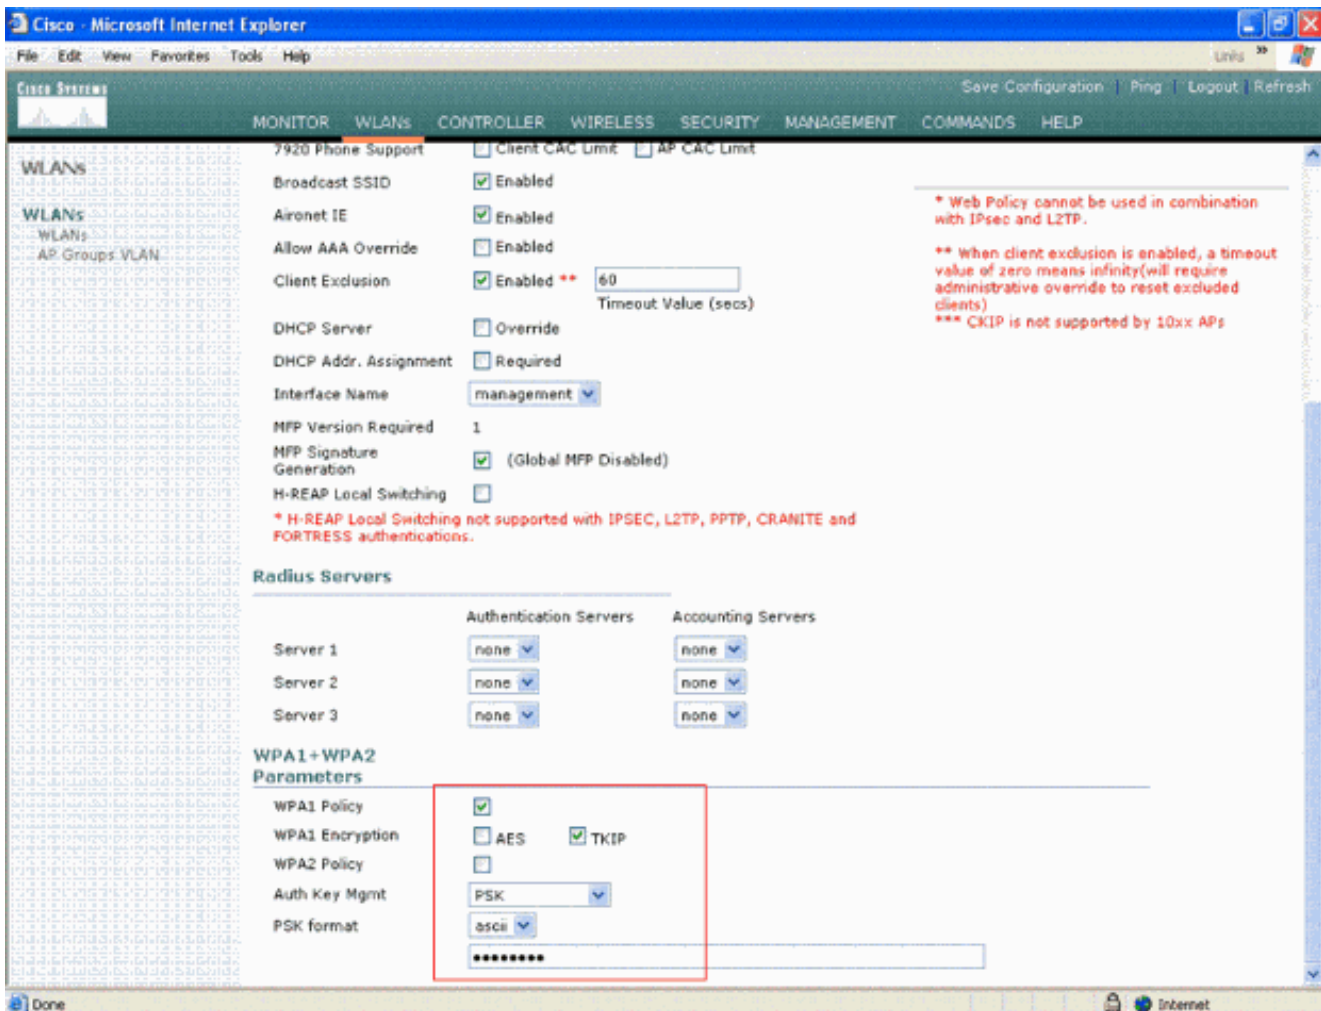 Cisco - Microsoft Internet Explorer
File Edit View Favorites Tools Help Links »
CISCO SYSTEMS
Save Configuration | Ping | Logout | Refresh
MONITOR WLANs CONTROLLER WIRELESS SECURITY MANAGEMENT COMMANDS HELP
WLANs
WLANs
WLANs
AP Groups VLAN
7920 Phone Support Client CAC Limit AP CAC Limit
Broadcast SSID Enabled
Aironet IE Enabled
Allow AAA Override Enabled
Client Exclusion Enabled ** 60
Timeout Value (secs)
DHCP Server Override
DHCP Addr. Assignment Required
Interface Name management
MFP Version Required 1
MFP Signature
Generation (Global MFP Disabled)
H-REAP Local Switching
* H-REAP Local Switching not supported with IPSEC, L2TP, PPTP, CRANITE and
FORTRESS authentications.
* Web Policy cannot be used in combination
with IPsec and L2TP.
** When client exclusion is enabled, a timeout
value of zero means infinity(will require
administrative override to reset excluded
clients)
*** CKIP is not supported by 10xx APs
Radius Servers
Authentication Servers Accounting Servers
Server 1 none none
Server 2 none none
Server 3 none none
WPA1+WPA2
Parameters
WPA1 Policy
WPA1 Encryption AES TKIP
WPA2 Policy
Auth Key Mgmt PSK
PSK format ascii
••••••••
Done Internet